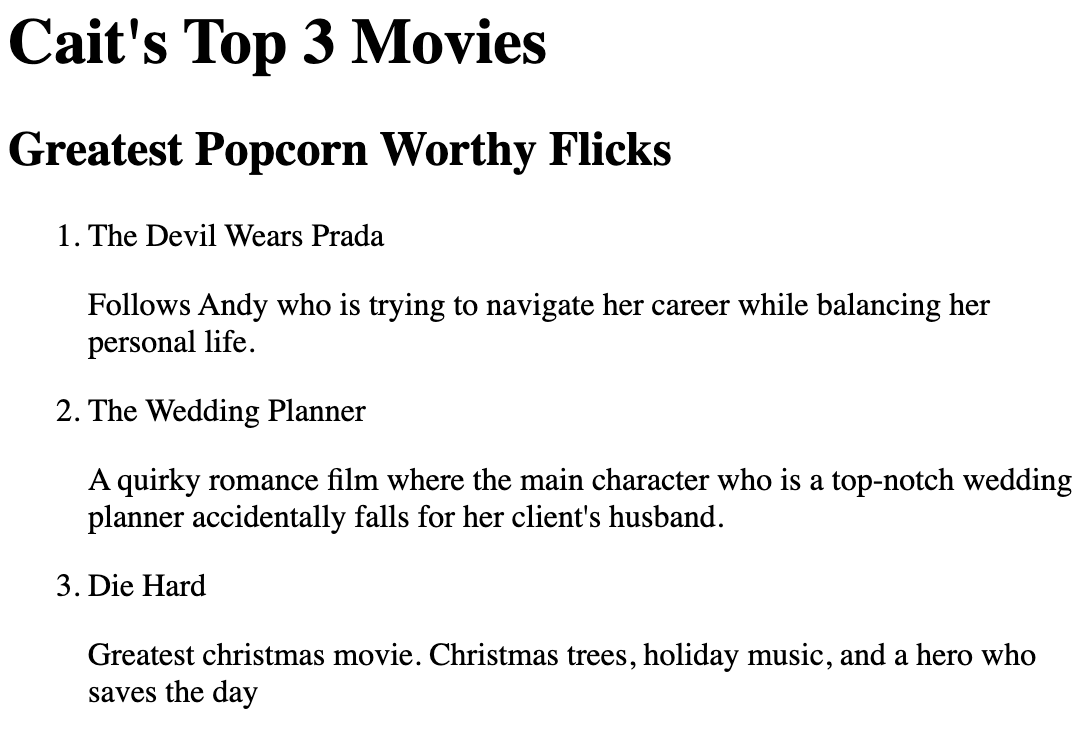 Cait's Top 3 Movies
Greatest Popcorn Worthy Flicks
1. The Devil Wears Prada
Follows Andy who is trying to navigate her career while balancing her
personal life.
2. The Wedding Planner
A quirky romance film where the main character who is a top-notch wedding
planner accidentally falls for her client's husband.
3. Die Hard
Greatest christmas movie. Christmas trees, holiday music, and a hero who
saves the day